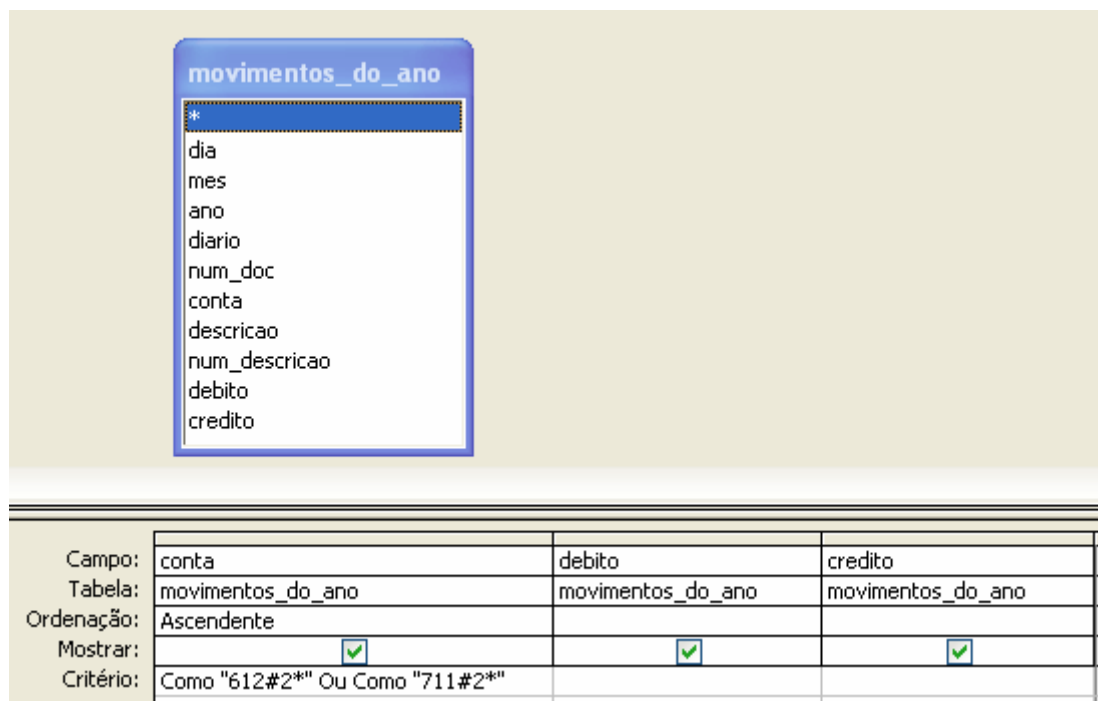 movimentos_do_ano
*
dia
mes
ano
diario
num_doc
conta
descricao
num_descricao
debito
credito
Campo: conta debito credito
Tabela: movimentos_do_ano movimentos_do_ano movimentos_do_ano
Ordenação: Ascendente
Mostrar:
Critério: Como "612#2*" Ou Como "711#2*"